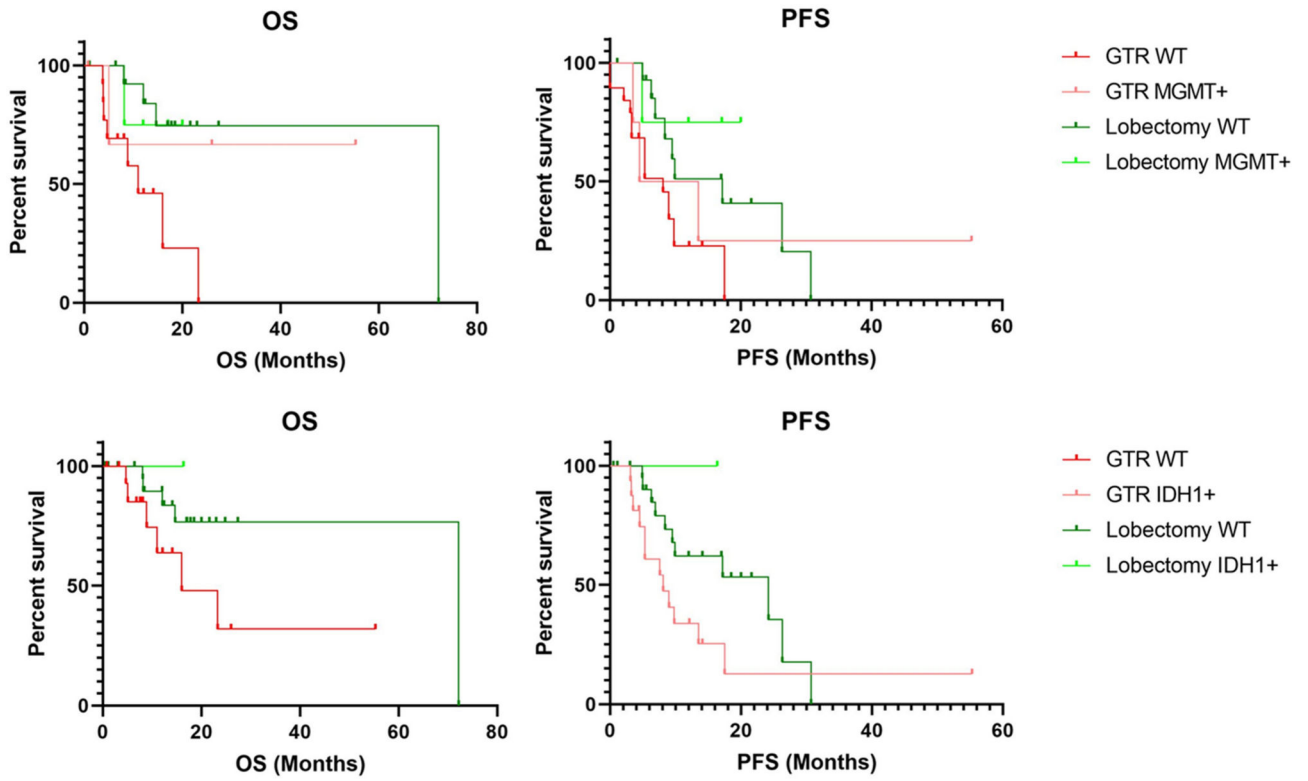 OS
PFS
Percent survival
100
50
0
0 20 40 60 80
OS (Months)
Percent survival
100
50
0
0 20 40 60
PFS (Months)
GTR WT
GTR MGMT+
Lobectomy WT
Lobectomy MGMT+
OS
PFS
Percent survival
100
50
0
0 20 40 60 80
OS (Months)
Percent survival
100
50
0
0 20 40 60
PFS (Months)
GTR WT
GTR IDH1+
Lobectomy WT
Lobectomy IDH1+